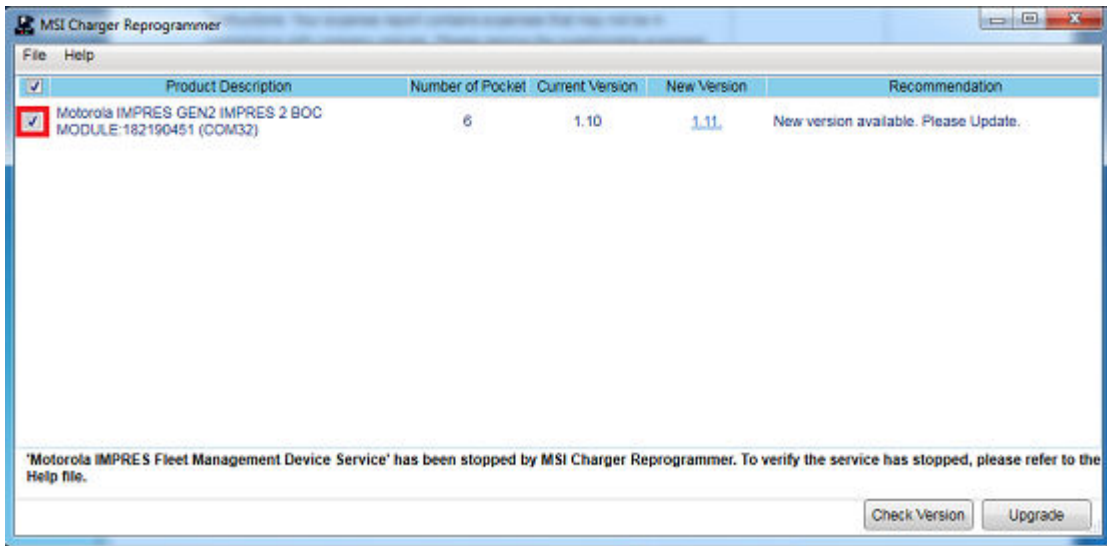 MSI Charger Reprogrammer
File Help
Product Description Number of Pocket Current Version New Version Recommendation
Motorola IMPRES GEN2 IMPRES 2 BOC
MODULE:182190451 (COM32) 6 1.10 1.11. New version available. Please Update.
'Motorola IMPRES Fleet Management Device Service' has been stopped by MSI Charger Reprogrammer. To verify the service has stopped, please refer to the
Help file.
Check Version Upgrade